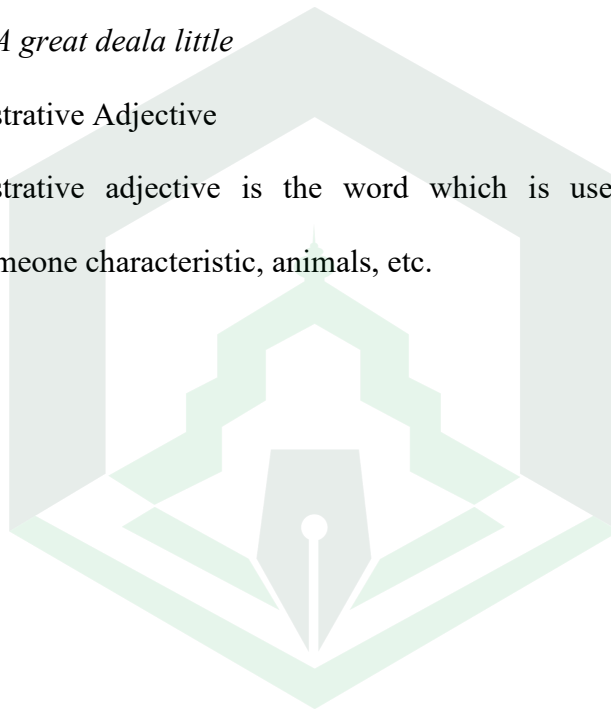 A great deala little
strative Adjective
strative adjective is the word which is use
meone characteristic, animals, etc.